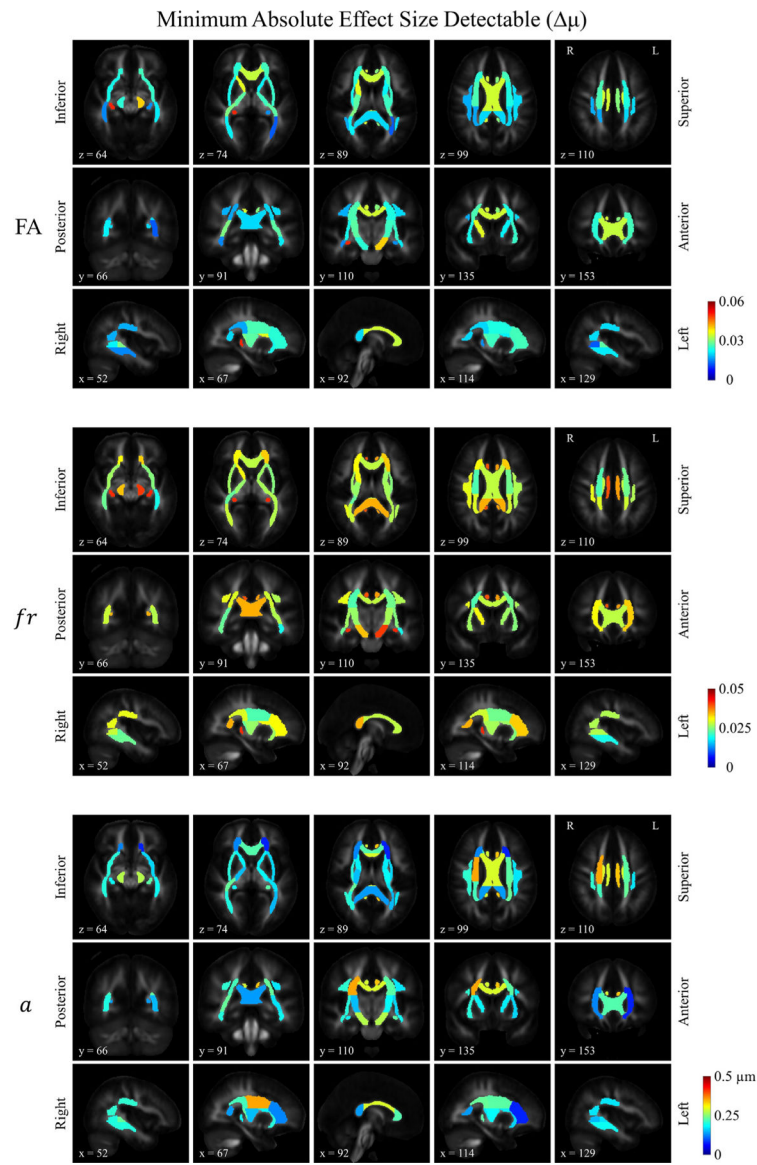 Minimum Absolute Effect Size Detectable (Δμ)
FA
Inferior
z = 64
z = 74
z = 89
z = 99
R L
z = 110
Superior
Posterior
y = 66
y = 91
y = 110
y = 135
y = 153
Anterior
Right
x = 52
x = 67
x = 92
x = 114
x = 129
Left
0.06
0.03
0
fr
Inferior
z = 64
z = 74
z = 89
z = 99
R L
z = 110
Superior
Posterior
y = 66
y = 91
y = 110
y = 135
y = 153
Anterior
Right
x = 52
x = 67
x = 92
x = 114
x = 129
Left
0.05
0.025
0
a
Inferior
z = 64
z = 74
z = 89
z = 99
R L
z = 110
Superior
Posterior
y = 66
y = 91
y = 110
y = 135
y = 153
Anterior
Right
x = 52
x = 67
x = 92
x = 114
x = 129
Left
0.5 μm
0.25
0